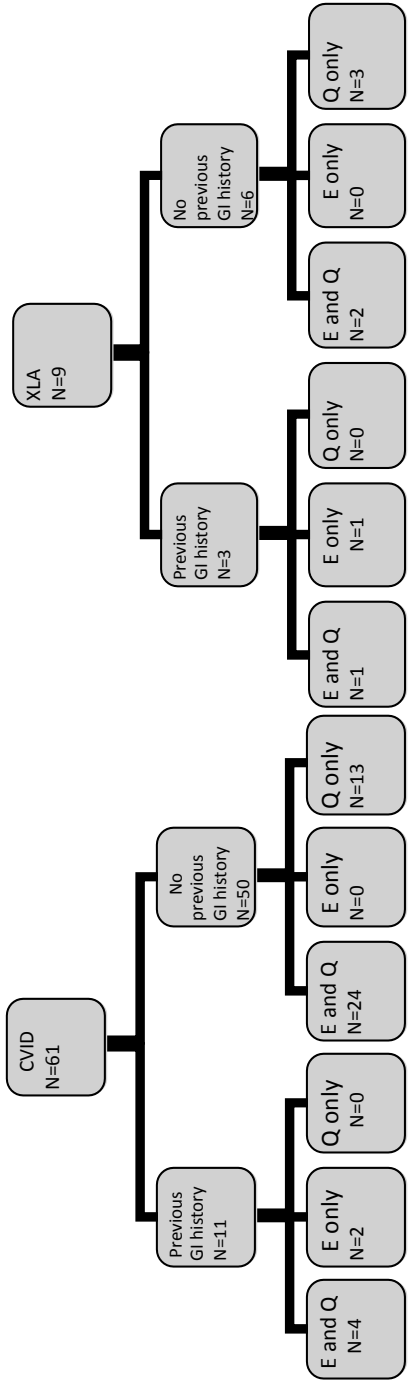 CVID
N=61
Previous
GI history
N=11
No
previous
GI history
N=50
E and Q
N=4
E only
N=2
Q only
N=0
E and Q
N=24
E only
N=0
Q only
N=13
XLA
N=9
Previous
GI history
N=3
No
previous
GI history
N=6
E and Q
N=1
E only
N=1
Q only
N=0
E and Q
N=2
E only
N=0
Q only
N=3